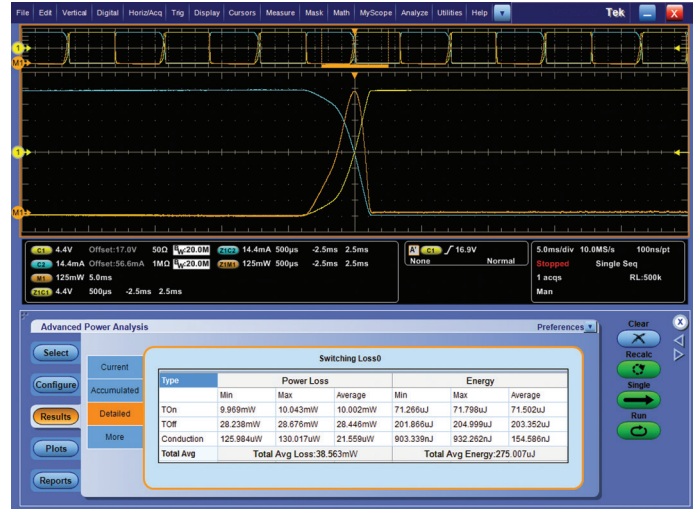 File Edit Vertical Digital Horiz/Acq Trig Display Cursors Measure Mask Math MyScope Analyze Utilities Help Tek
1
M1
1
M1
C1 4.4V Offset:17.0V 50Ω BW:20.0M
C2 14.4mA Offset:56.6mA 1MΩ BW:20.0M
M1 125mW 5.0ms
Z1C1 4.4V 500µs -2.5ms 2.5ms
Z1C2 14.4mA 500µs -2.5ms 2.5ms
Z1M1 125mW 500µs -2.5ms 2.5ms
A' C1 16.9V
None Normal
5.0ms/div 10.0MS/s 100ns/pt
Stopped Single Seq
1 acqs RL:500k
Man
Advanced Power Analysis
Preferences
Select
Configure
Results
Plots
Reports
Current
Accumulated
Detailed
More
Switching Loss0
Type Power Loss Energy
Min Max Average Min Max Average
TOn 9.969mW 10.043mW 10.002mW 71.266uJ 71.798uJ 71.502uJ
TOff 28.238mW 28.676mW 28.446mW 201.866uJ 204.999uJ 203.352uJ
Conduction 125.984uW 130.017uW 21.559uW 903.339nJ 932.262nJ 154.586nJ
Total Avg Total Avg Loss:38.563mW Total Avg Energy:275.007uJ
Clear
X
Recalc
Single
Run